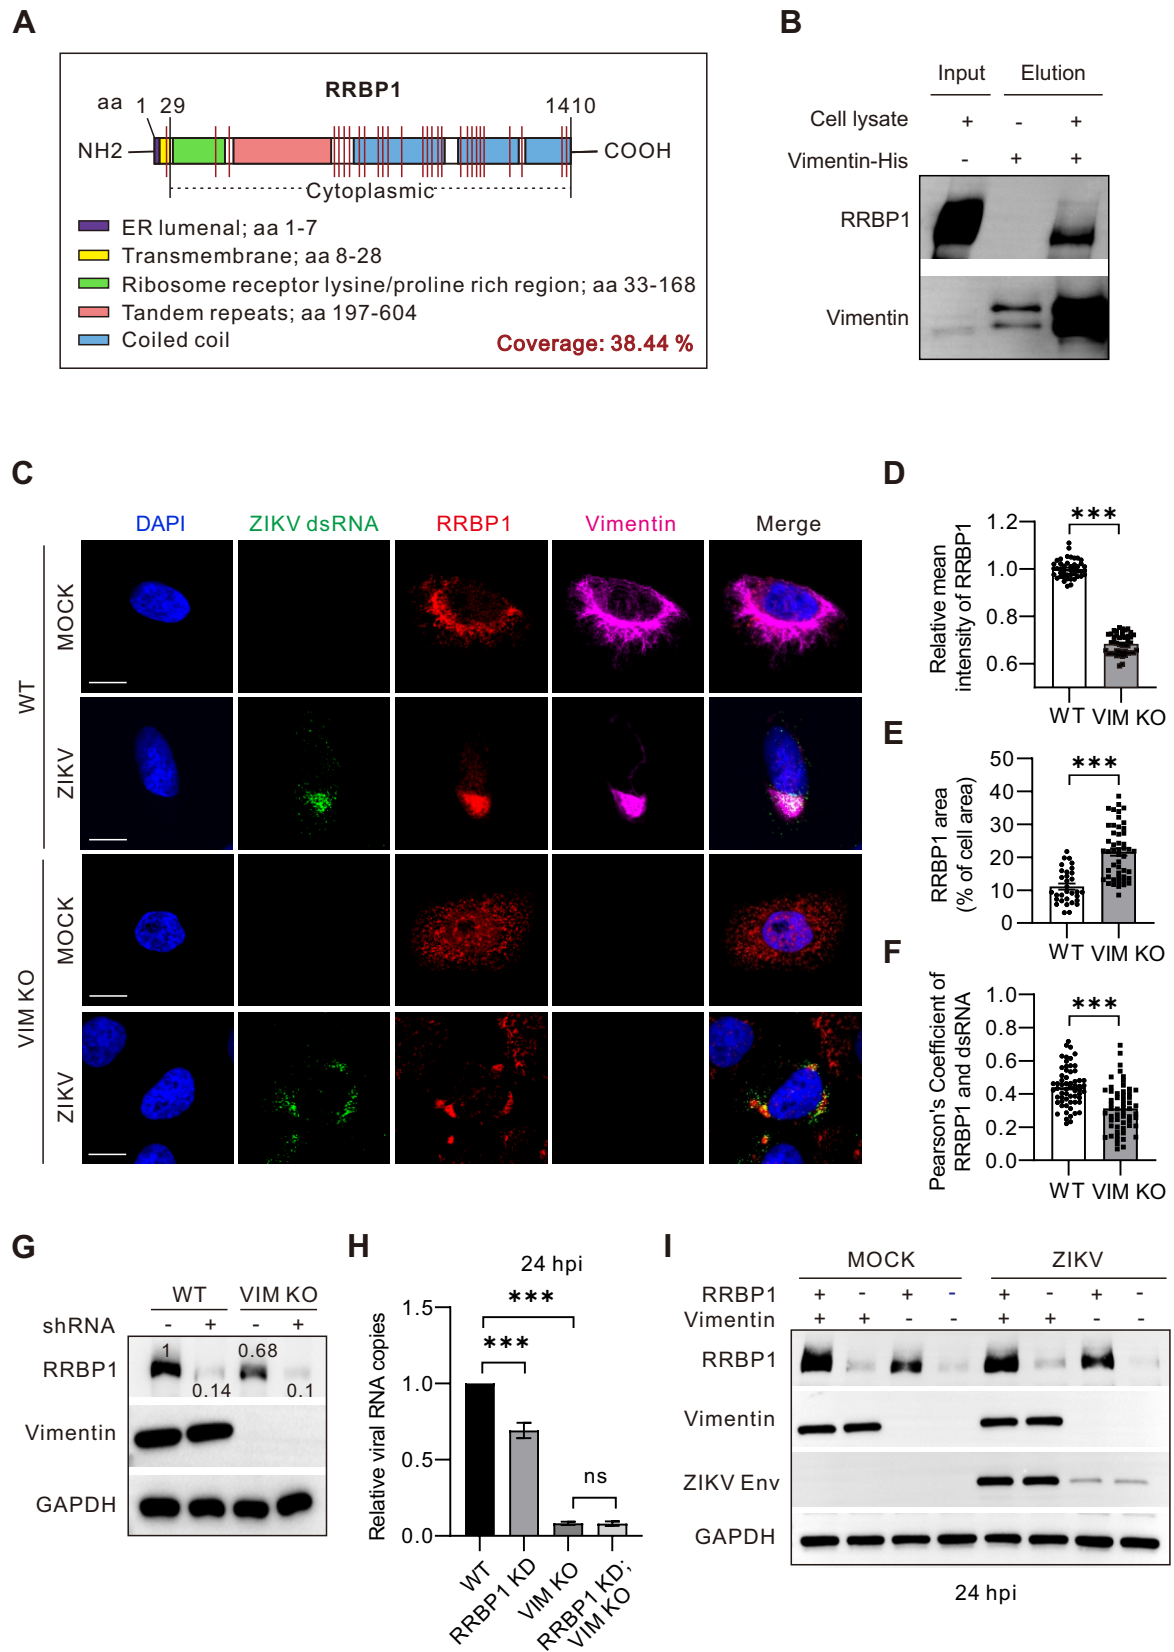 A
RRBP1
aa 1 29 1410
NH2 COOH
Cytoplasmic
ER lumenal; aa 1-7
Transmembrane; aa 8-28
Ribosome receptor lysine/proline rich region; aa 33-168
Tandem repeats; aa 197-604
Coiled coil
Coverage: 38.44 %
B
Input Elution
Cell lysate + - +
Vimentin-His - + +
RRBP1
Vimentin
C
DAPI ZIKV dsRNA RRBP1 Vimentin Merge
WT
MOCK
ZIKV
VIM KO
MOCK
ZIKV
D
Relative mean
intensity of RRBP1
1.2
1.0
0.8
0.6
***
WT VIM KO
E
RRBP1 area
(% of cell area)
50
40
30
20
10
0
***
WT VIM KO
F
Pearson's Coefficient of
RRBP1 and dsRNA
1.0
0.8
0.6
0.4
0.2
0.0
***
WT VIM KO
G
WT VIM KO
shRNA - + - +
RRBP1
1 0.68
0.14 0.1
Vimentin
GAPDH
H
24 hpi
Relative viral RNA copies
1.5
1.0
0.5
0.0
***
***
ns
WT
RRBP1 KD
VIM KO
RRBP1 KD;
VIM KO
I
MOCK ZIKV
RRBP1 + - + - + - + -
Vimentin + + - - + + - -
RRBP1
Vimentin
ZIKV Env
GAPDH
24 hpi